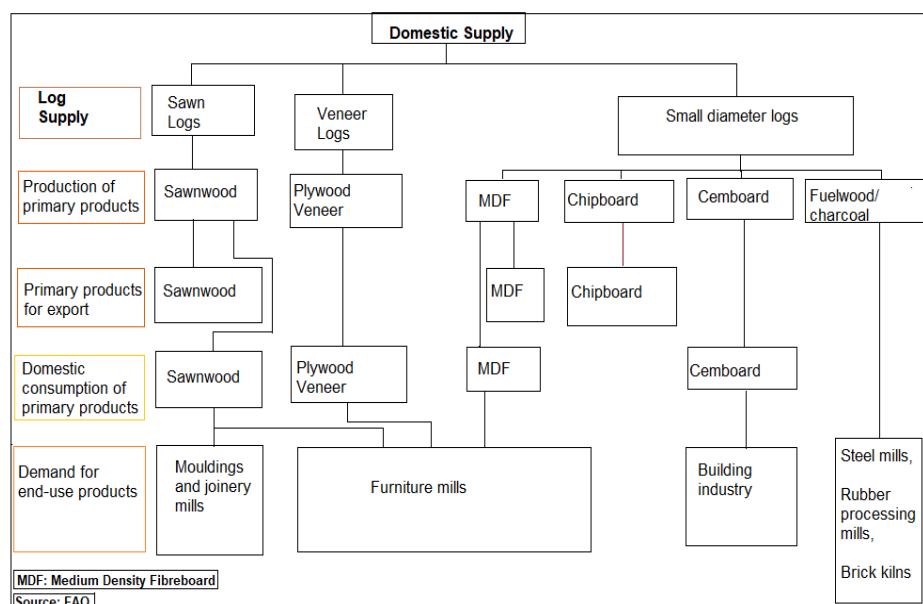 Domestic Supply
Log
Supply
Sawn
Logs
Veneer
Logs
Small diameter logs
Production of
primary products
Sawnwood
Plywood
Veneer
MDF
Chipboard
Cemboard
Fuelwood/
charcoal
Primary products
for export
Sawnwood
MDF
Chipboard
Domestic
consumption of
primary products
Sawnwood
Plywood
Veneer
MDF
Cemboard
Demand for
end-use products
Mouldings
and joinery
mills
Furniture mills
Building
industry
Steel mills,
Rubber
processing
mills,
Brick kilns
MDF: Medium Density Fibreboard
Source: FAO